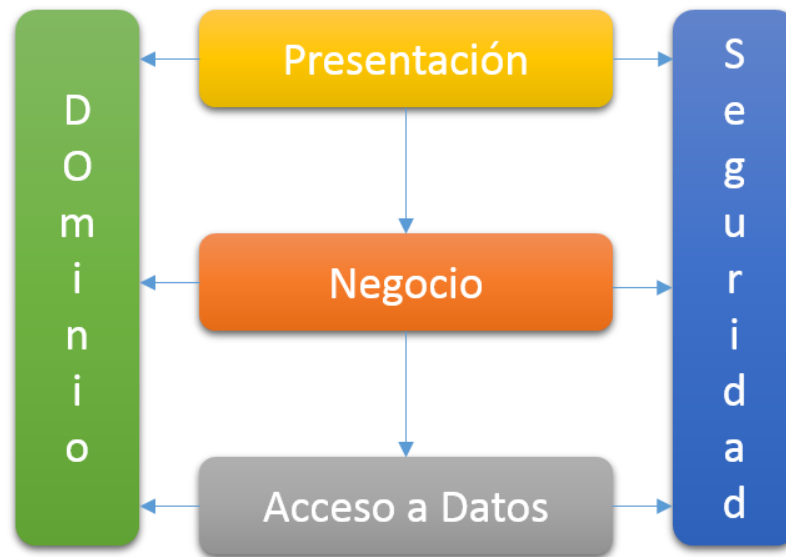 DOminio
Presentación
Negocio
Acceso a Datos
Seguridad